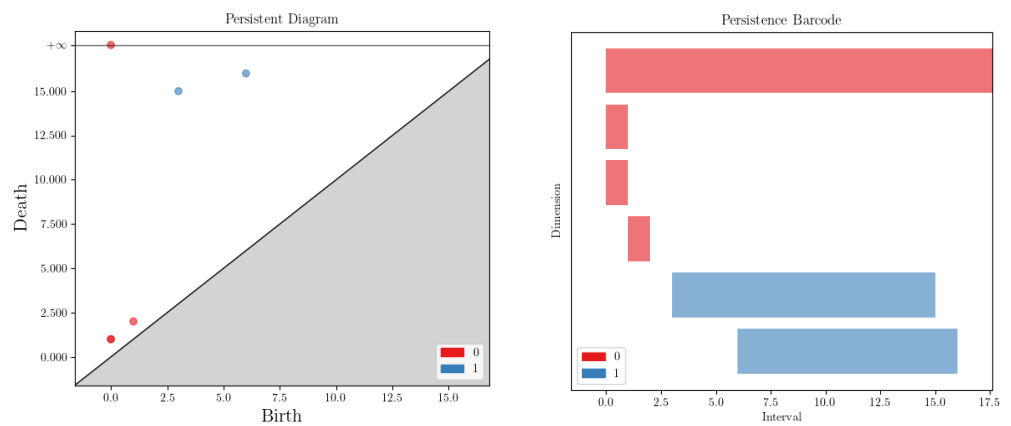 Persistent Diagram
+∞
15.000
12.500
10.000
7.500
5.000
2.500
0.000
Death
0.0 2.5 5.0 7.5 10.0 12.5 15.0
Birth
0
1
Persistence Barcode
Dimension
0
1
0.0 2.5 5.0 7.5 10.0 12.5 15.0 17.5
Interval